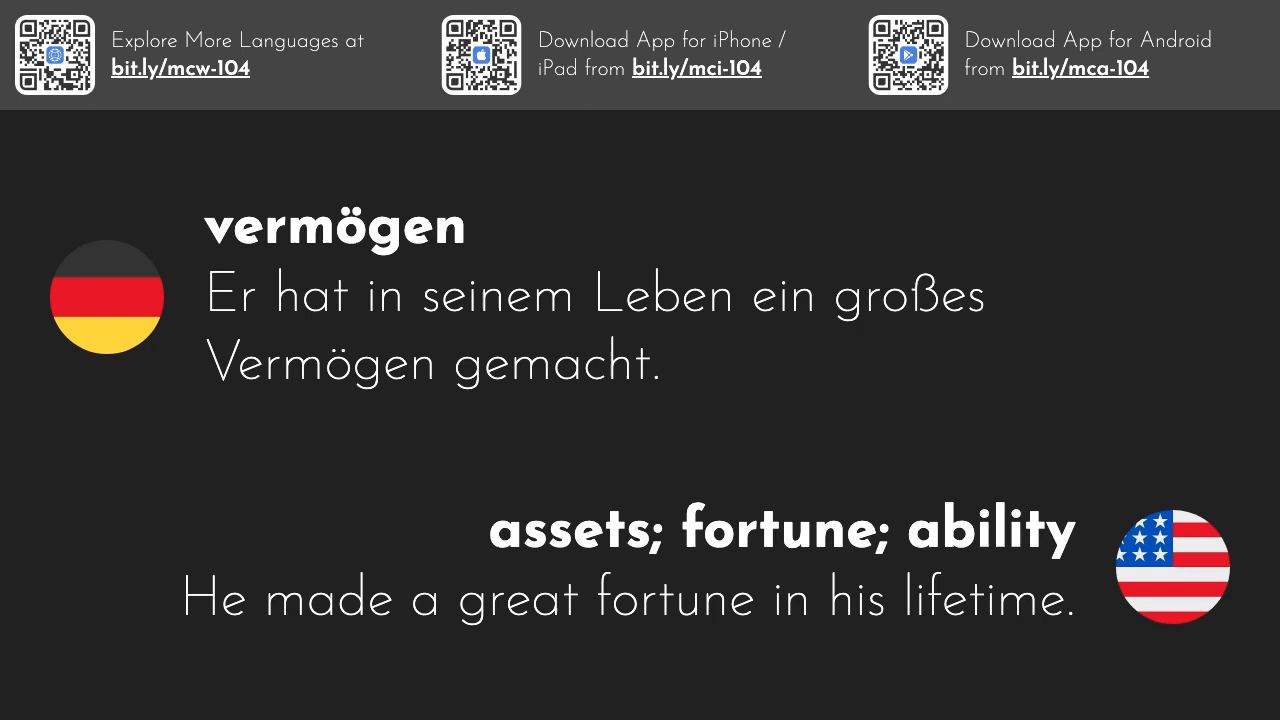 Explore More Languages at
bit.ly/mcw-104
Download App for iPhone /
iPad from bit.ly/mci-104
Download App for Android
from bit.ly/mca-104
vermögen
Er hat in seinem Leben ein großes
Vermögen gemacht.
assets; fortune; ability
He made a great fortune in his lifetime.